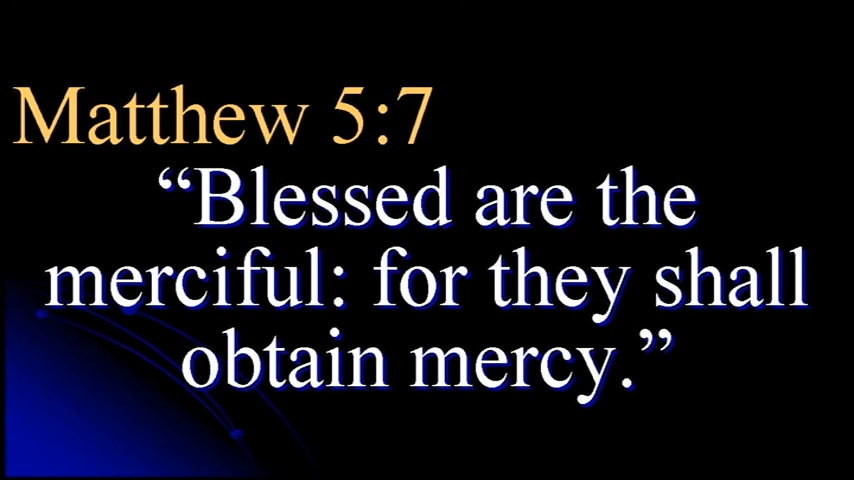 Matthew 5:7
“Blessed are the
merciful: for they shall
obtain mercy.”